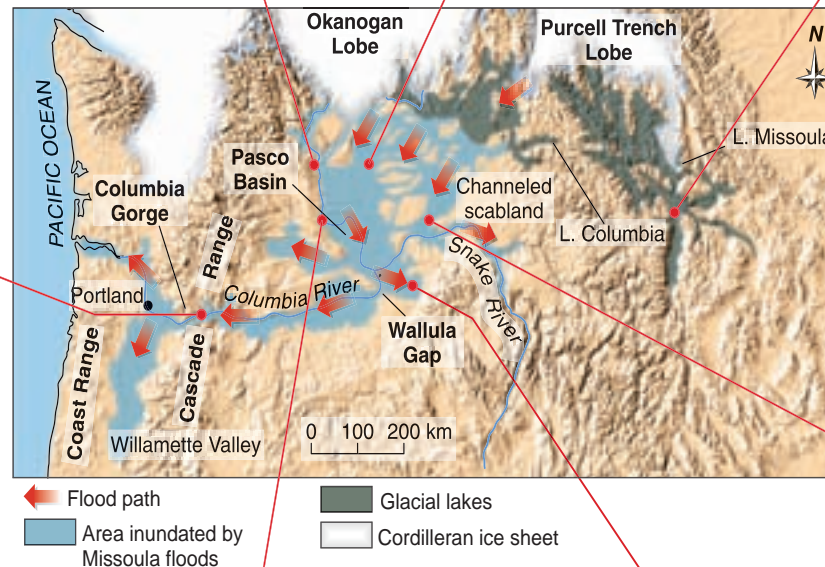 Okanogan
Lobe
Purcell Trench
Lobe
N
PACIFIC OCEAN
L. Missoula
Pasco
Basin
Columbia
Gorge
Channeled
scabland
L. Columbia
Range
Snake River
Columbia River
Portland
Wallula
Gap
Coast Range
Cascade
0 100 200 km
Willamette Valley
Flood path
Glacial lakes
Area inundated by
Missoula floods
Cordilleran ice sheet